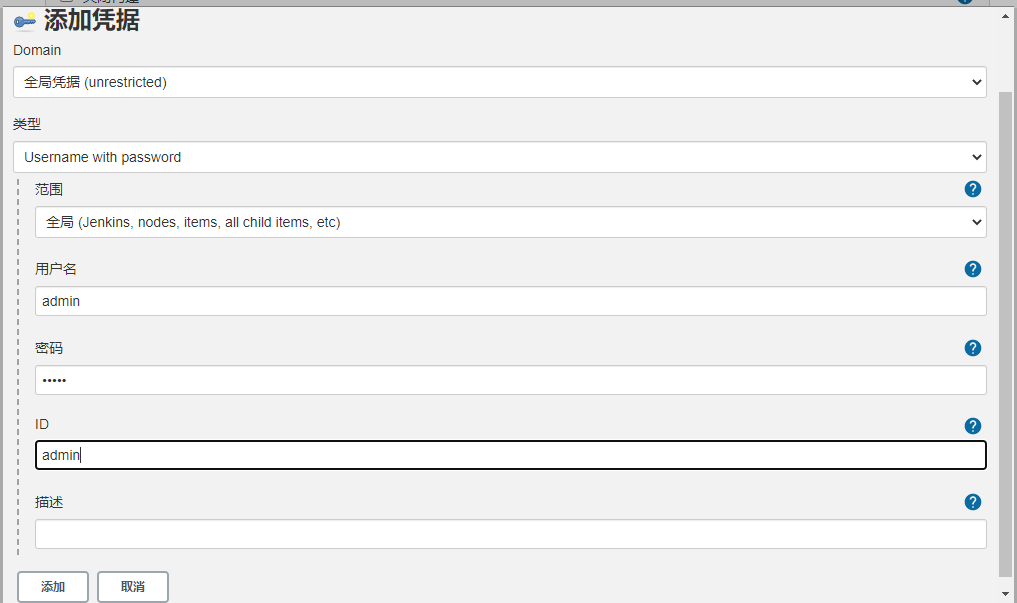 添加凭据
Domain
全局凭据 (unrestricted)
类型
Username with password
范围
全局 (Jenkins, nodes, items, all child items, etc)
用户名
admin
密码
•••••
ID
admin
描述
添加
取消